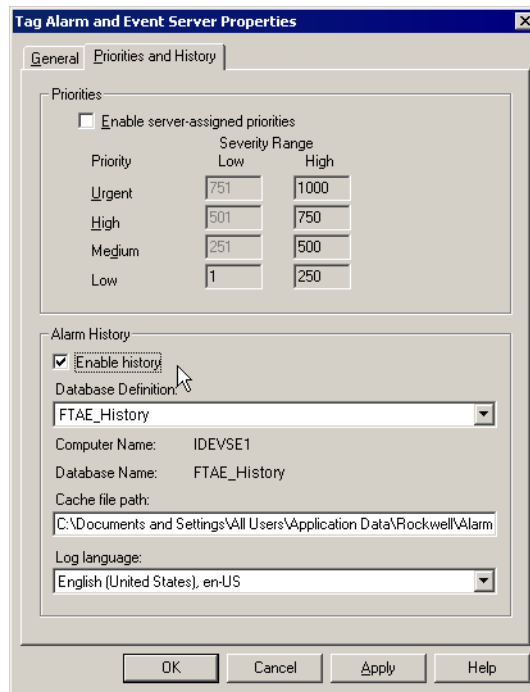 Tag Alarm and Event Server Properties
General Priorities and History
Priorities
Enable server-assigned priorities
Severity Range
Priority Low High
Urgent 751 1000
High 501 750
Medium 251 500
Low 1 250
Alarm History
Enable history
Database Definition:
FTAE_History
Computer Name: IDEVSE1
Database Name: FTAE_History
Cache file path:
C:\Documents and Settings\All Users\Application Data\Rockwell\Alarm
Log language:
English (United States), en-US
OK Cancel Apply Help